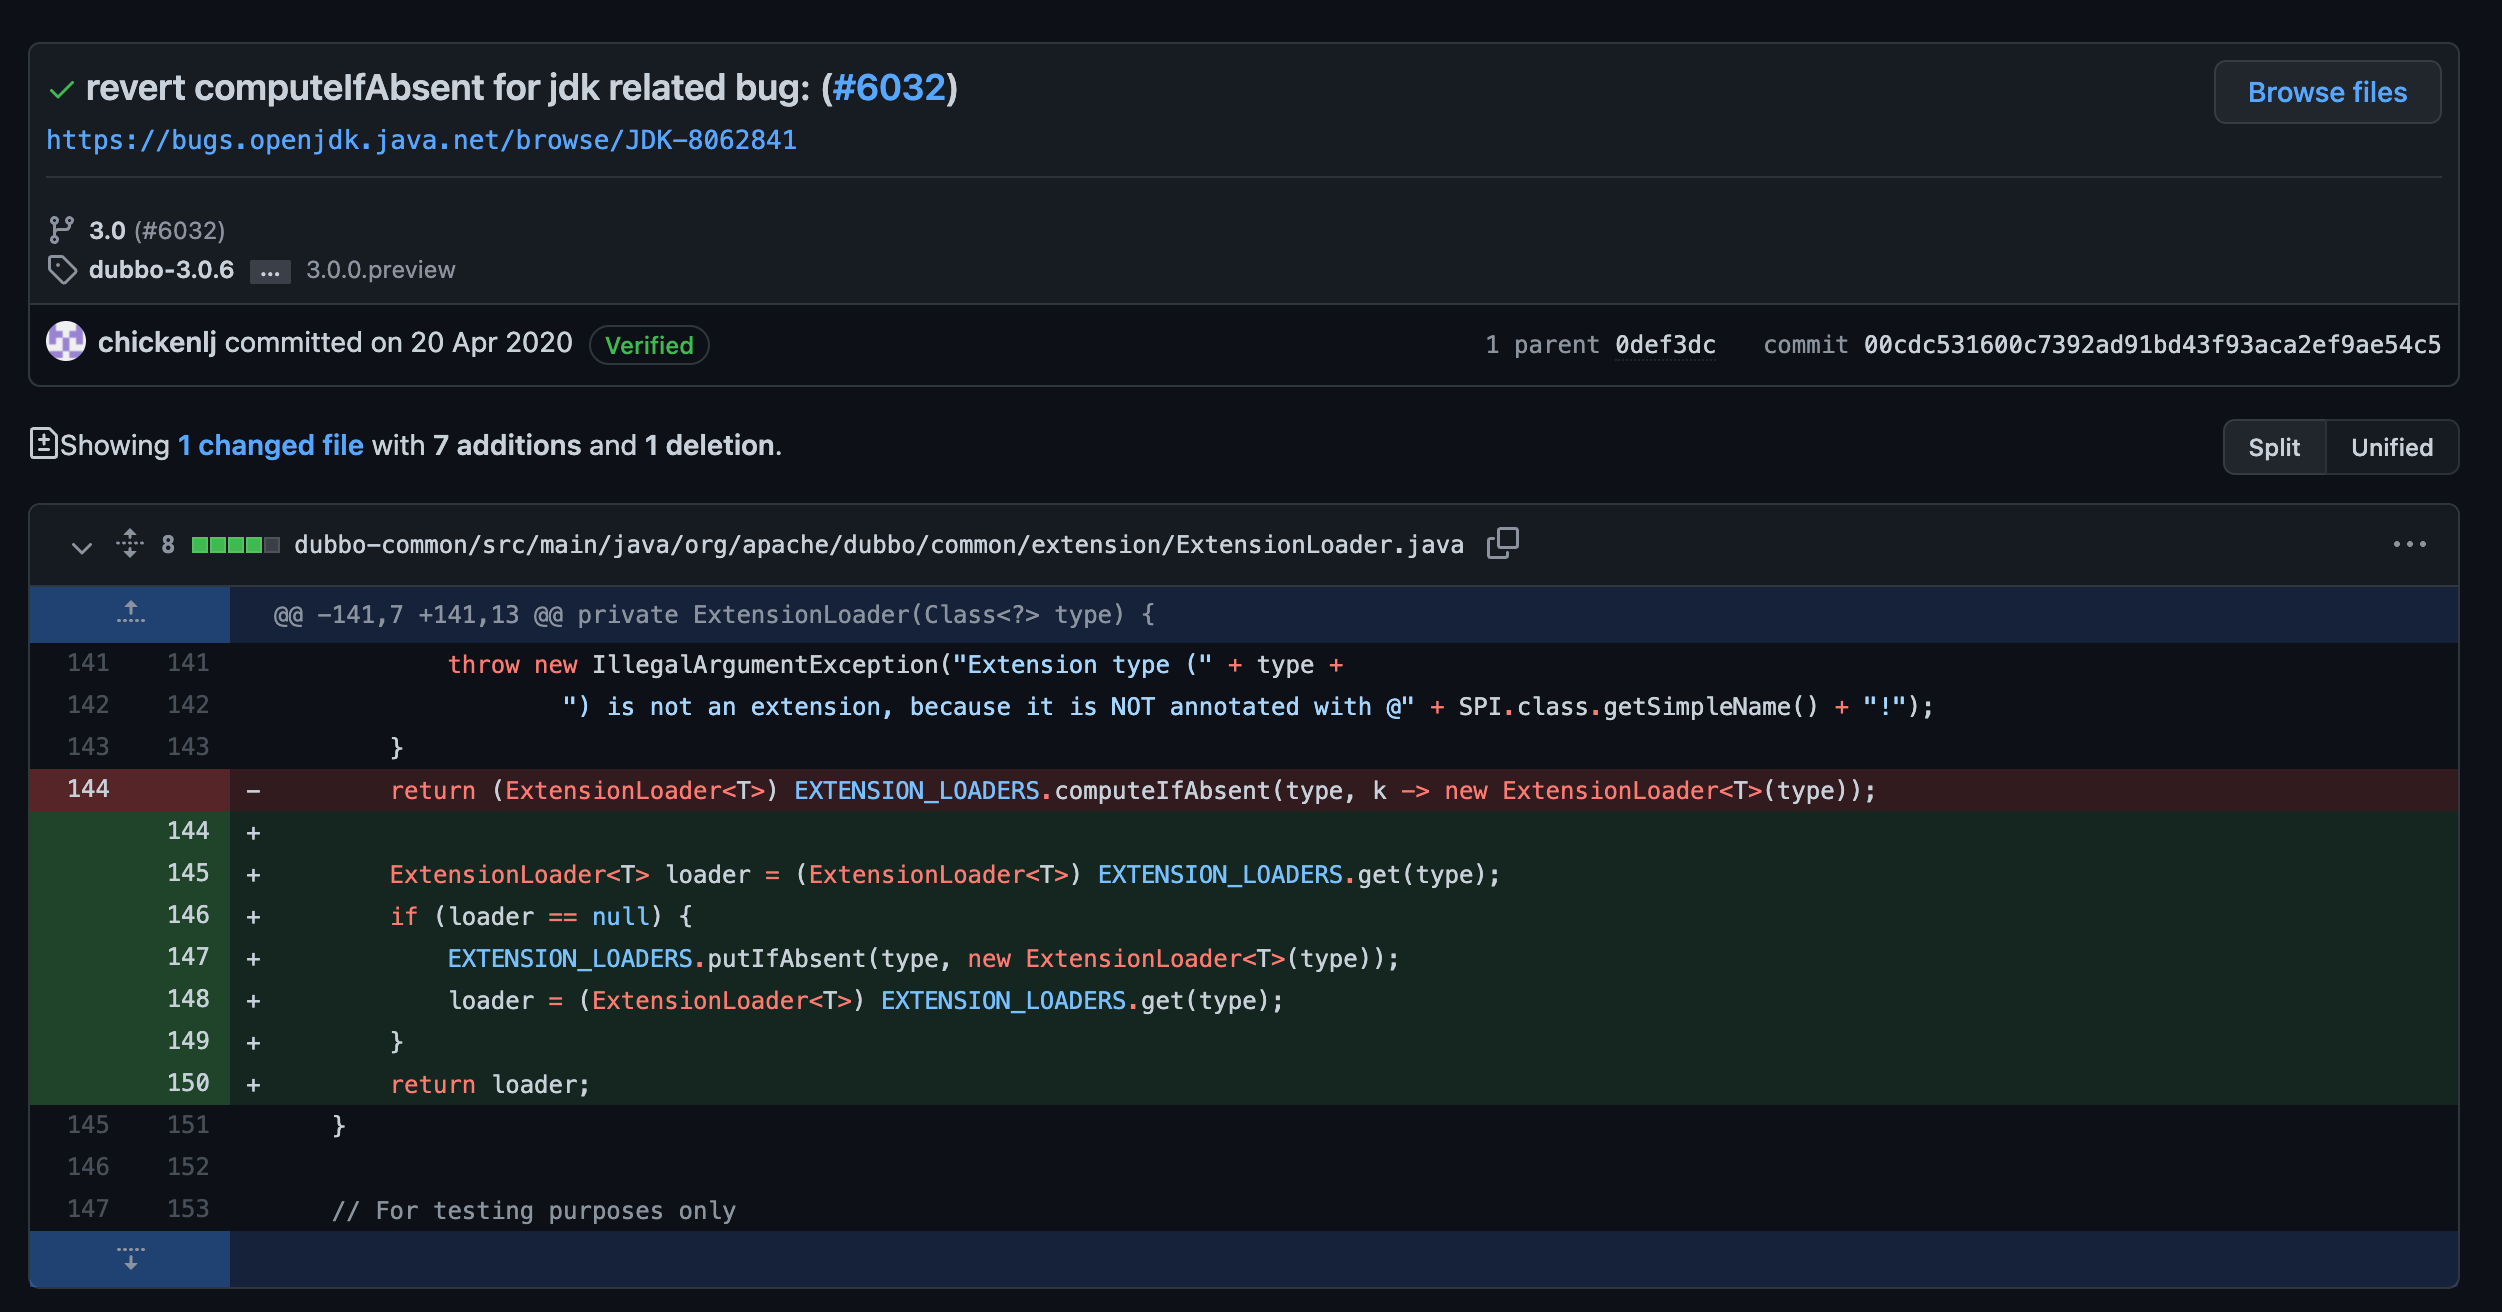 revert computeIfAbsent for jdk related bug: (#6032)
Browse files
https://bugs.openjdk.java.net/browse/JDK-8062841
3.0 (#6032)
dubbo-3.0.6 ... 3.0.0.preview
chickenlj committed on 20 Apr 2020 Verified 1 parent 0def3dc commit 00cdc531600c7392ad91bd43f93aca2ef9ae54c5
Showing 1 changed file with 7 additions and 1 deletion.
Split Unified
8 dubbo-common/src/main/java/org/apache/dubbo/common/extension/ExtensionLoader.java
@@ -141,7 +141,13 @@ private ExtensionLoader(Class<?> type) {
141 141 throw new IllegalArgumentException("Extension type (" + type +
142 142 ") is not an extension, because it is NOT annotated with @" + SPI.class.getSimpleName() + "!");
143 143 }
144 - return (ExtensionLoader<T>) EXTENSION_LOADERS.computeIfAbsent(type, k -> new ExtensionLoader<T>(type));
144 +
145 + ExtensionLoader<T> loader = (ExtensionLoader<T>) EXTENSION_LOADERS.get(type);
146 + if (loader == null) {
147 + EXTENSION_LOADERS.putIfAbsent(type, new ExtensionLoader<T>(type));
148 + loader = (ExtensionLoader<T>) EXTENSION_LOADERS.get(type);
149 + }
150 + return loader;
145 151 }
146 152
147 153 // For testing purposes only